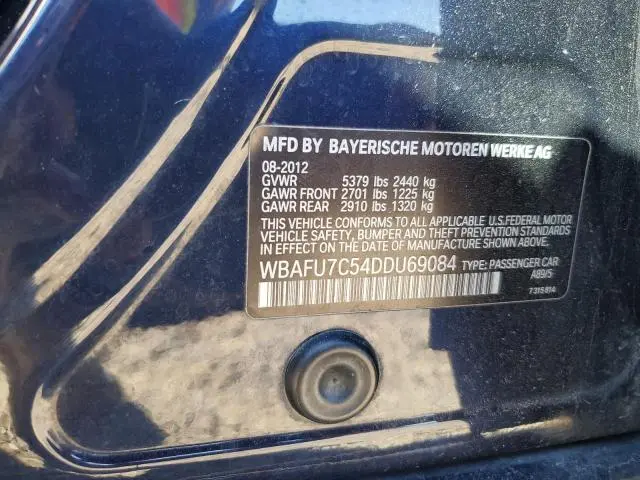 MFD BY BAYERISCHE MOTOREN WERKE AG
08-2012
GVWR 5379 lbs 2440 kg
GAWR FRONT 2701 lbs 1225 kg
GAWR REAR 2910 lbs 1320 kg
THIS VEHICLE CONFORMS TO ALL APPLICABLE U.S. FEDERAL MOTOR
VEHICLE SAFETY, BUMPER AND THEFT PREVENTION STANDARDS
IN EFFECT ON THE DATE OF MANUFACTURE SHOWN ABOVE.
WBAFU7C54DDU69084 TYPE: PASSENGER CAR
A89/5
7315814